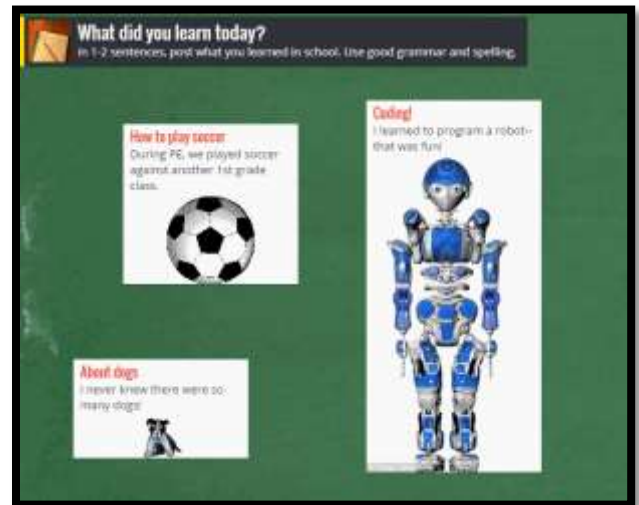 What did you learn today?
In 1-2 sentences, post what you learned in school. Use good grammar and spelling.
How to play soccer
During PE, we played soccer
against another 1st grade
class.
Coding!
I learned to program a robot--
that was fun!
About dogs
I never knew there were so
many dogs!